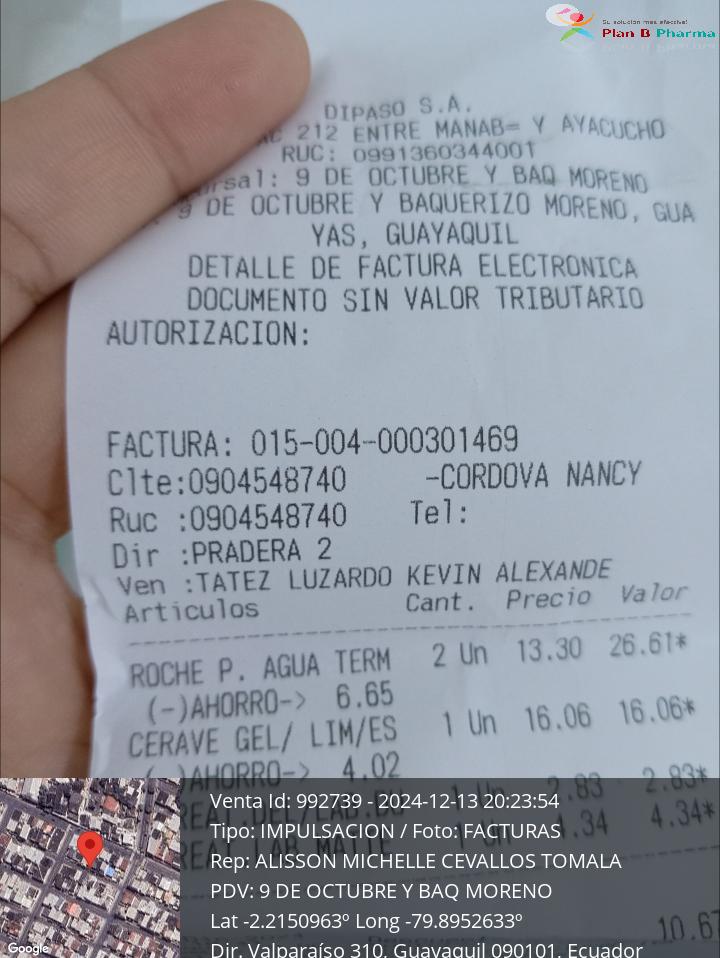 Su solución más efectiva!
Plan B Pharma
DIPASO S.A.
212 ENTRE MANAB= Y AYACUCHO
RUC: 0991360344001
9 DE OCTUBRE Y BAQ MORENO
9 DE OCTUBRE Y BAQUERIZO MORENO, GUA
YAS, GUAYAQUIL
DETALLE DE FACTURA ELECTRONICA
DOCUMENTO SIN VALOR TRIBUTARIO
AUTORIZACION:
FACTURA: 015-004-000301469
Clte:0904548740 -CORDOVA NANCY
Ruc :0904548740 Tel:
Dir :PRADERA 2
Ven :TATEZ LUZARDO KEVIN ALEXANDE
Articulos Cant. Precio Valor
ROCHE P. AGUA TERM 2 Un 13.30 26.61*
(-)AHORRO-> 6.65
CERAVE GEL/ LIM/ES 1 Un 16.06 16.06*
AHORRO-> 4.02
1 Un 2.83 2.83*
1 Un 4.34 4.34*
Venta Id: 992739 - 2024-12-13 20:23:54
Tipo: IMPULSACION / Foto: FACTURAS
Rep: ALISSON MICHELLE CEVALLOS TOMALA
PDV: 9 DE OCTUBRE Y BAQ MORENO
Lat -2.2150963º Long -79.8952633º
Dir. Valparaíso 310, Guayaquil 090101, Ecuador
Google